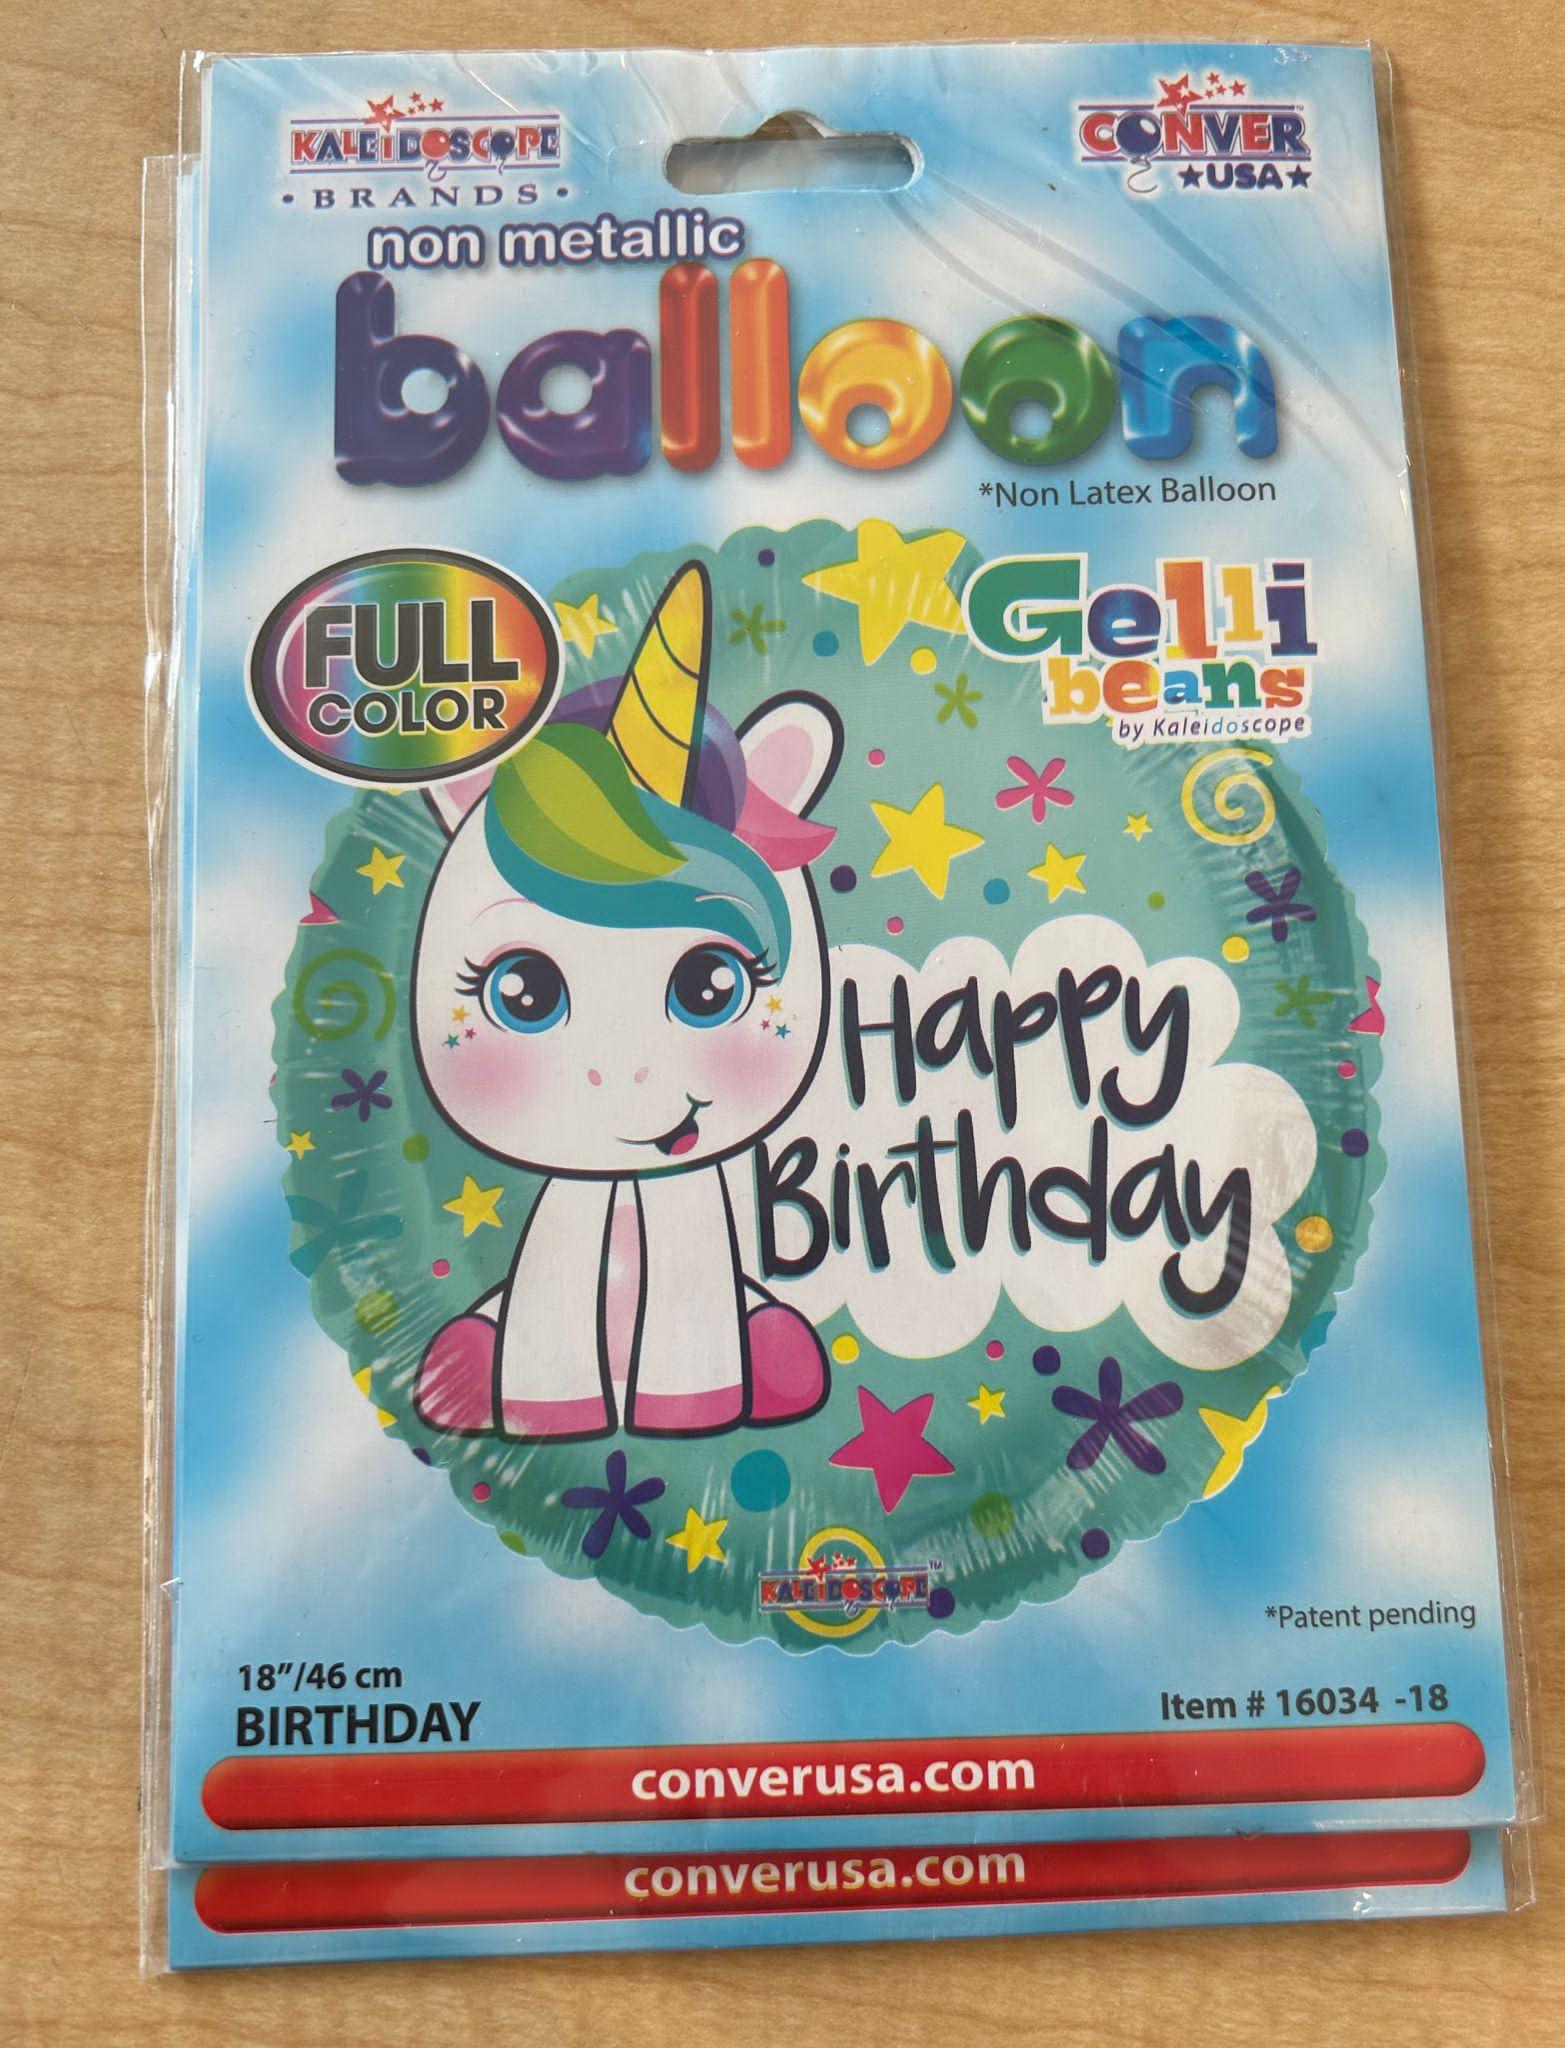 KALEIDOSCOPE
• BRANDS •
CONVER
★USA★
non metallic
balloon
*Non Latex Balloon
FULL
COLOR
Gelli
beans
by Kaleidoscope
Happy
Birthday
KALEIDOSCOPE™
*Patent pending
18”/46 cm
BIRTHDAY
Item # 16034 -18
converusa.com
converusa.com